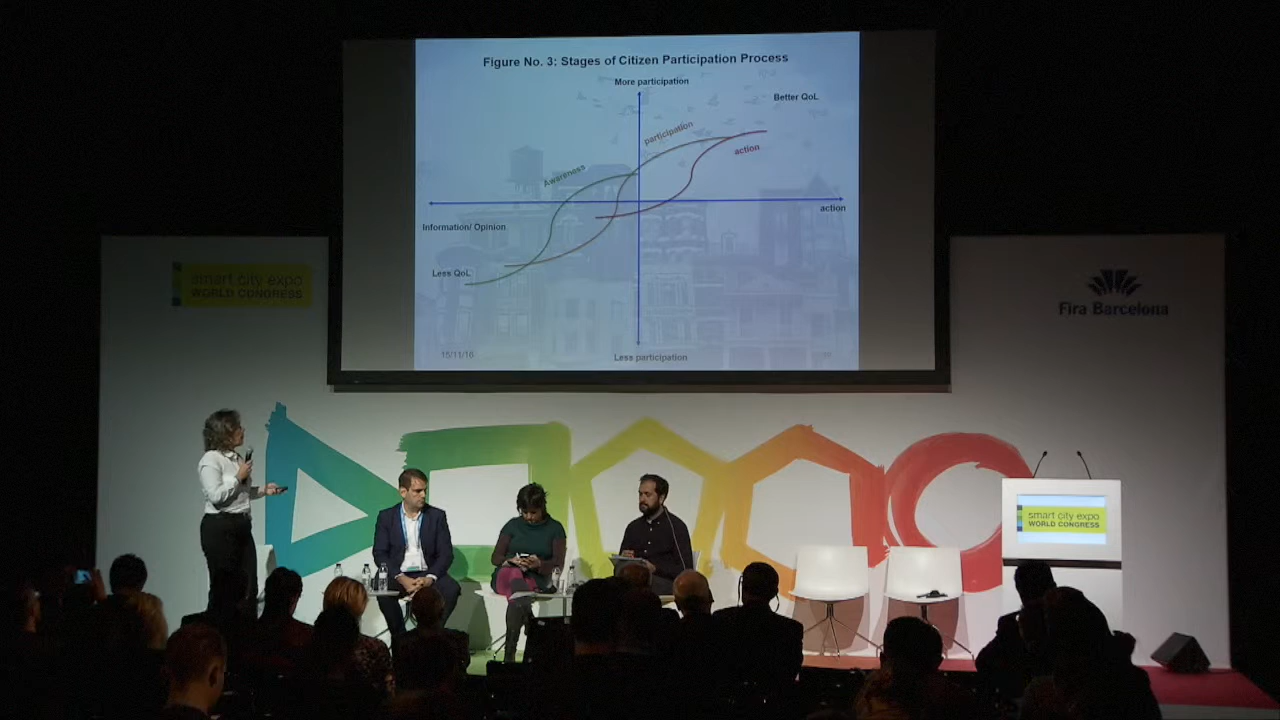 Figure No. 3: Stages of Citizen Participation Process
More participation
Better QoL
participation
action
Awareness
action
Information/ Opinion
Less QoL
15/11/16
Less participation
smart city expo
WORLD CONGRESS
Fira Barcelona
smart city expo
WORLD CONGRESS